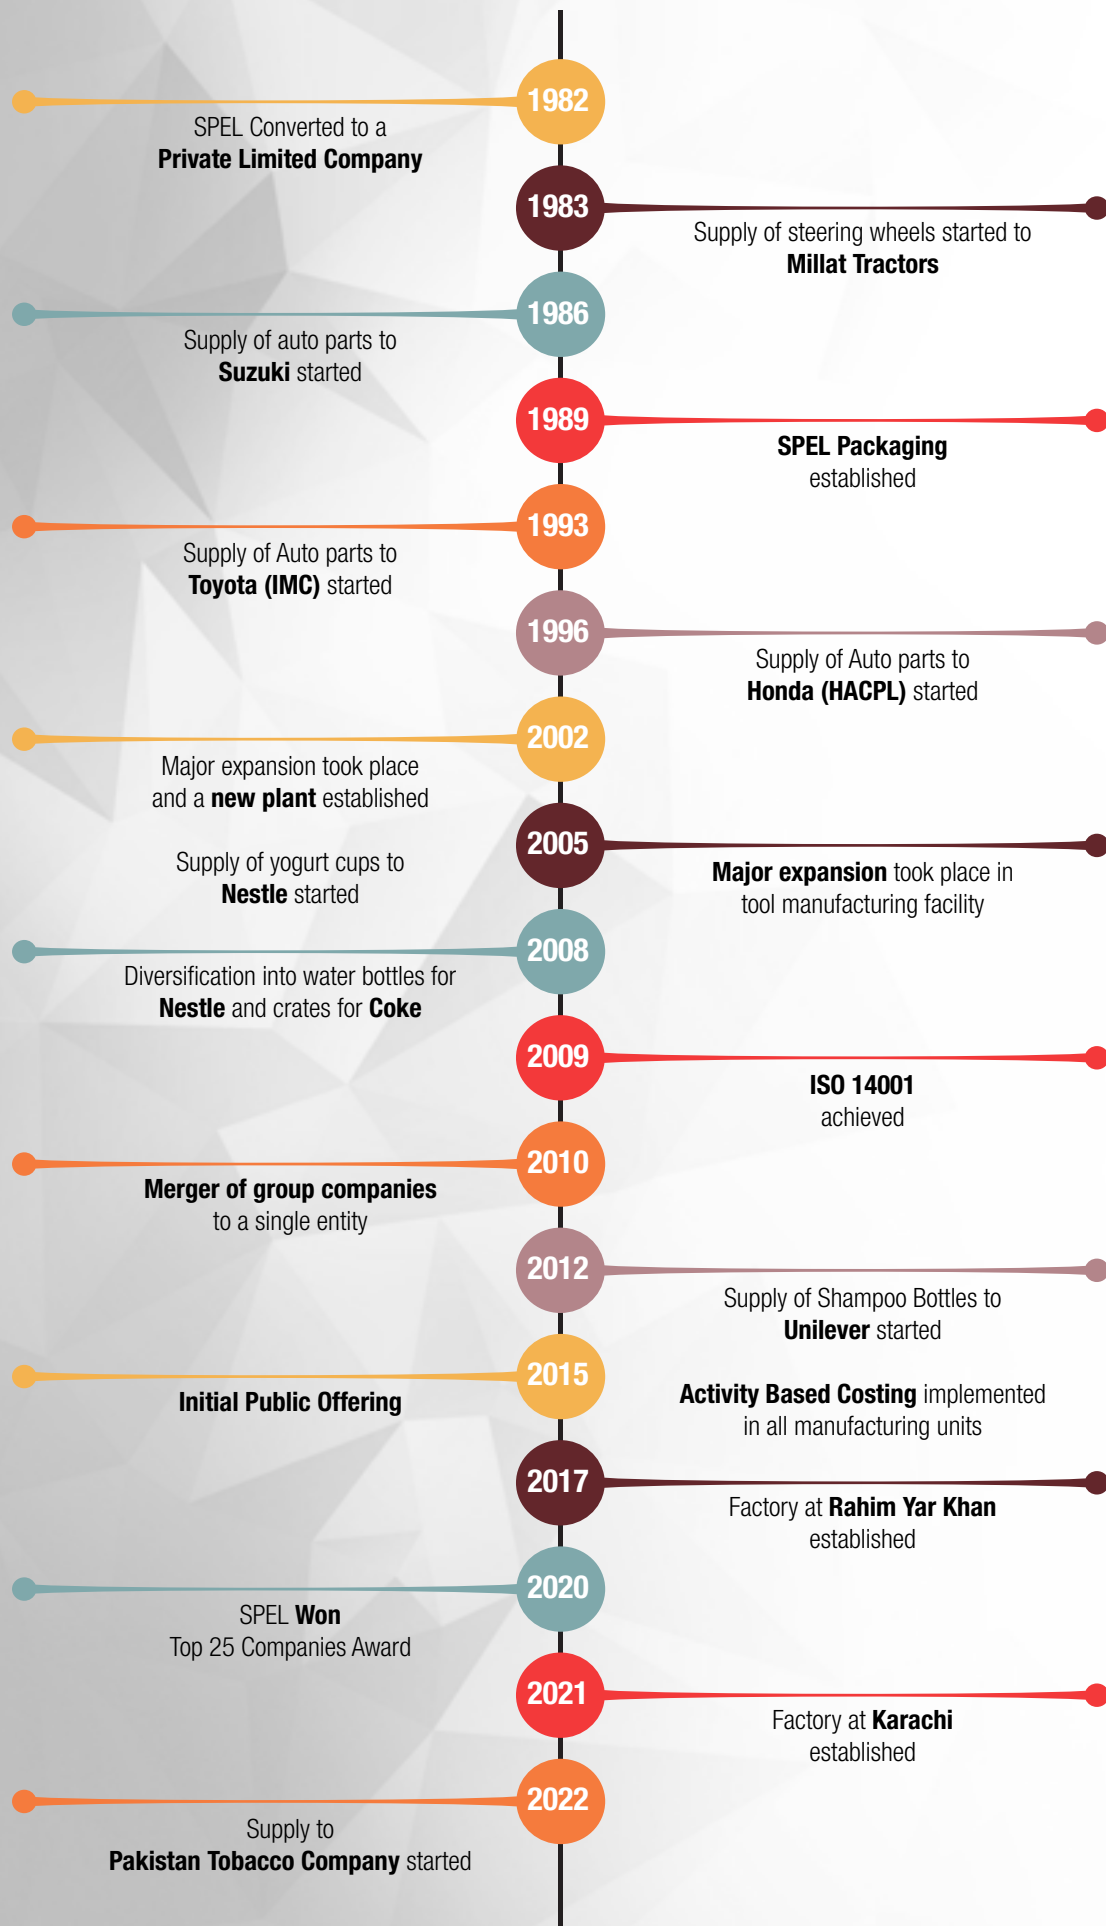 1982
SPEL Converted to a
Private Limited Company
1983
Supply of steering wheels started to
Millat Tractors
1986
Supply of auto parts to
Suzuki started
1989
SPEL Packaging
established
1993
Supply of Auto parts to
Toyota (IMC) started
1996
Supply of Auto parts to
Honda (HACPL) started
2002
Major expansion took place
and a new plant established
Supply of yogurt cups to
Nestle started
2005
Major expansion took place in
tool manufacturing facility
2008
Diversification into water bottles for
Nestle and crates for Coke
2009
ISO 14001
achieved
2010
Merger of group companies
to a single entity
2012
Supply of Shampoo Bottles to
Unilever started
Activity Based Costing implemented
in all manufacturing units
2015
Initial Public Offering
2017
Factory at Rahim Yar Khan
established
2020
SPEL Won
Top 25 Companies Award
2021
Factory at Karachi
established
2022
Supply to
Pakistan Tobacco Company started